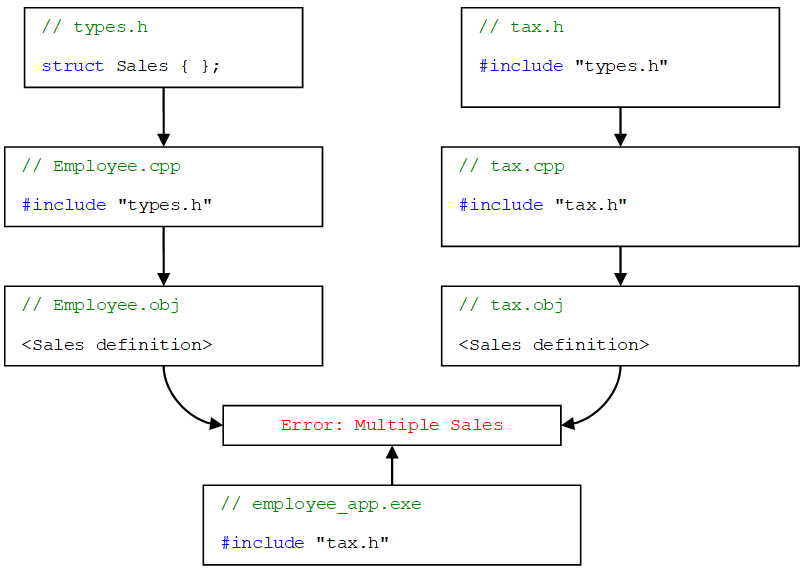 // types.h
struct Sales { };
// tax.h
#include "types.h"
// Employee.cpp
#include "types.h"
// tax.cpp
#include "tax.h"
// Employee.obj
<Sales definition>
// tax.obj
<Sales definition>
Error: Multiple Sales
// employee_app.exe
#include "tax.h"